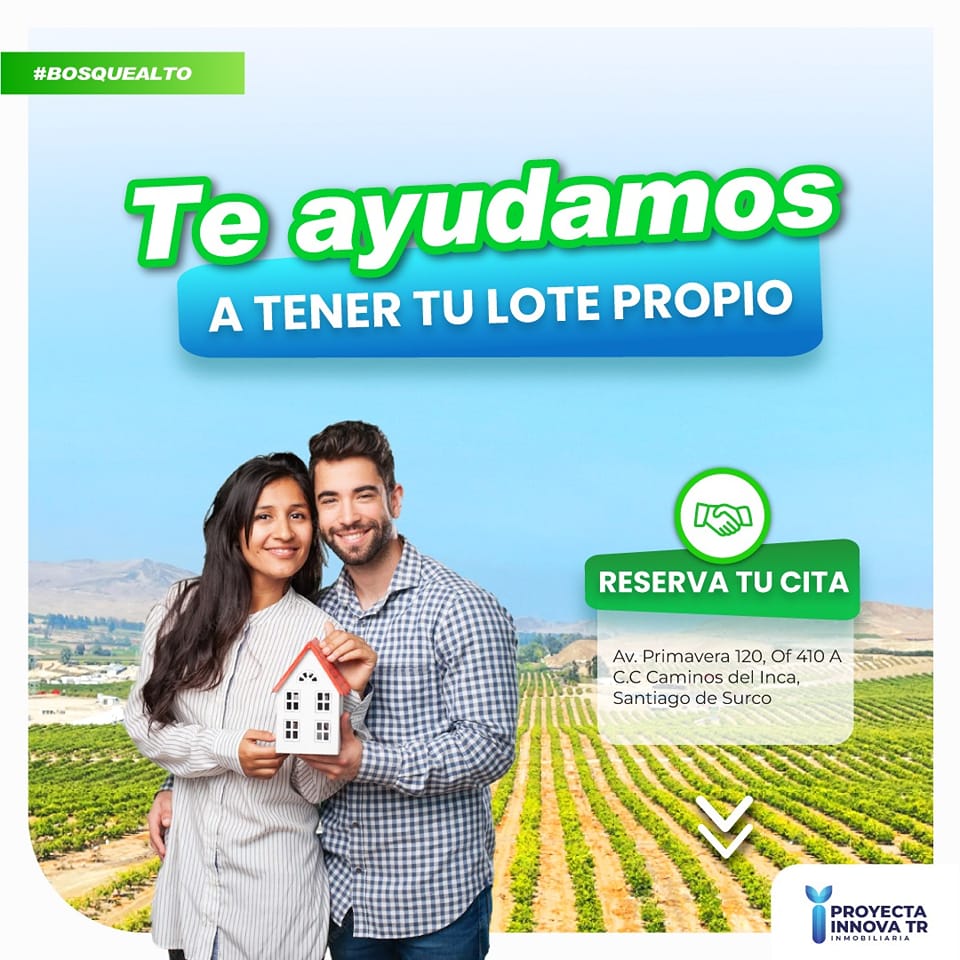 #BOSQUEALTO
Te ayudamos
A TENER TU LOTE PROPIO
RESERVA TU CITA
Av. Primavera 120, Of 410 A
C.C Caminos del Inca,
Santiago de Surco
PROYECTA
INNOVA TR
INMOBILIARIA